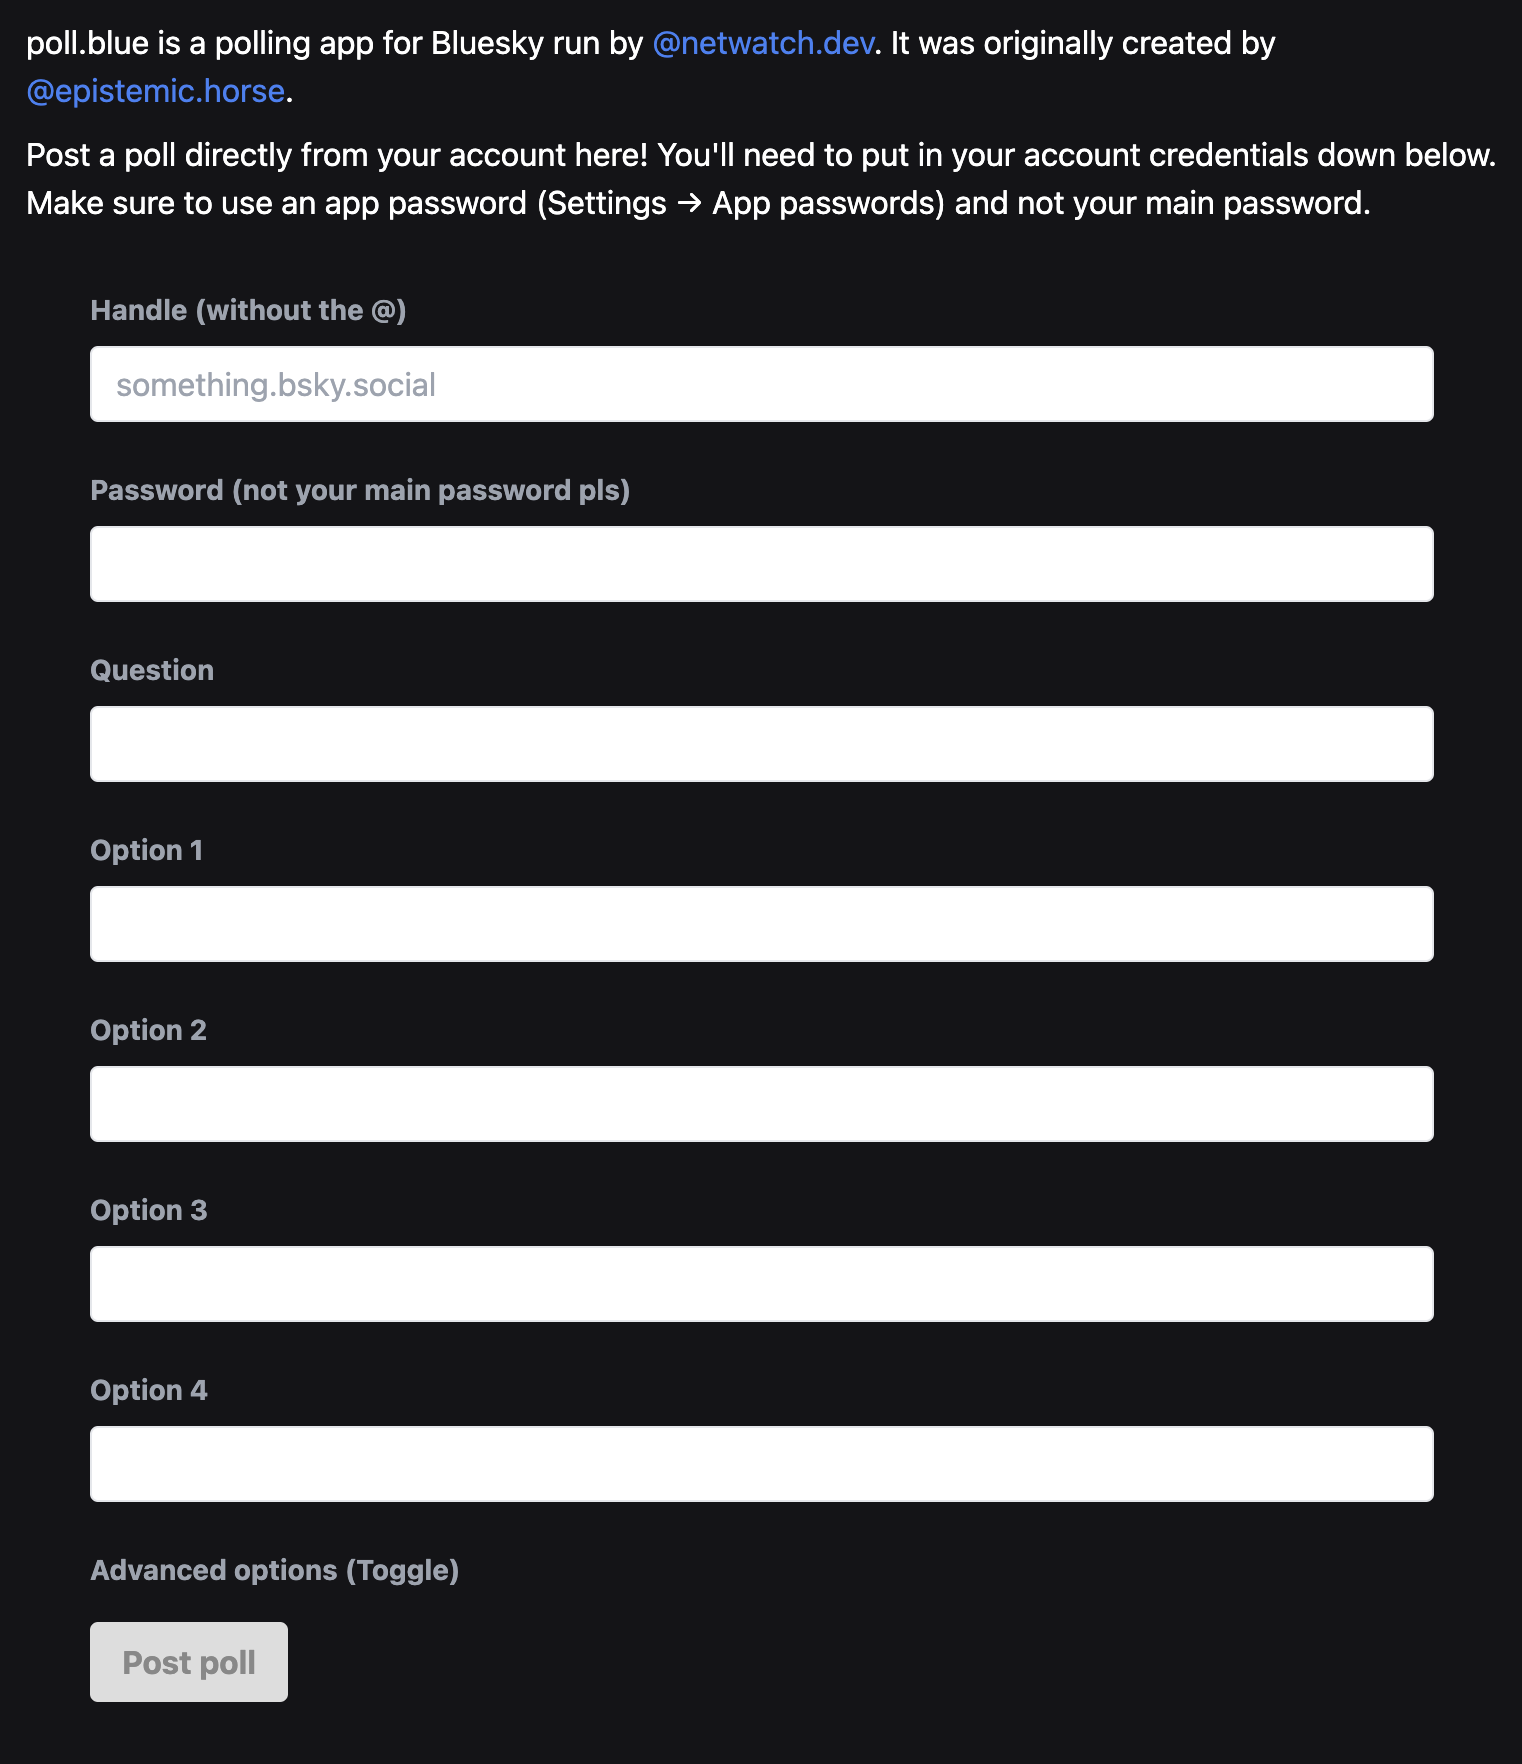 poll.blue is a polling app for Bluesky run by @netwatch.dev. It was originally created by
@epistemic.horse.
Post a poll directly from your account here! You'll need to put in your account credentials down below.
Make sure to use an app password (Settings → App passwords) and not your main password.
Handle (without the @)
something.bsky.social
Password (not your main password pls)
Question
Option 1
Option 2
Option 3
Option 4
Advanced options (Toggle)
Post poll